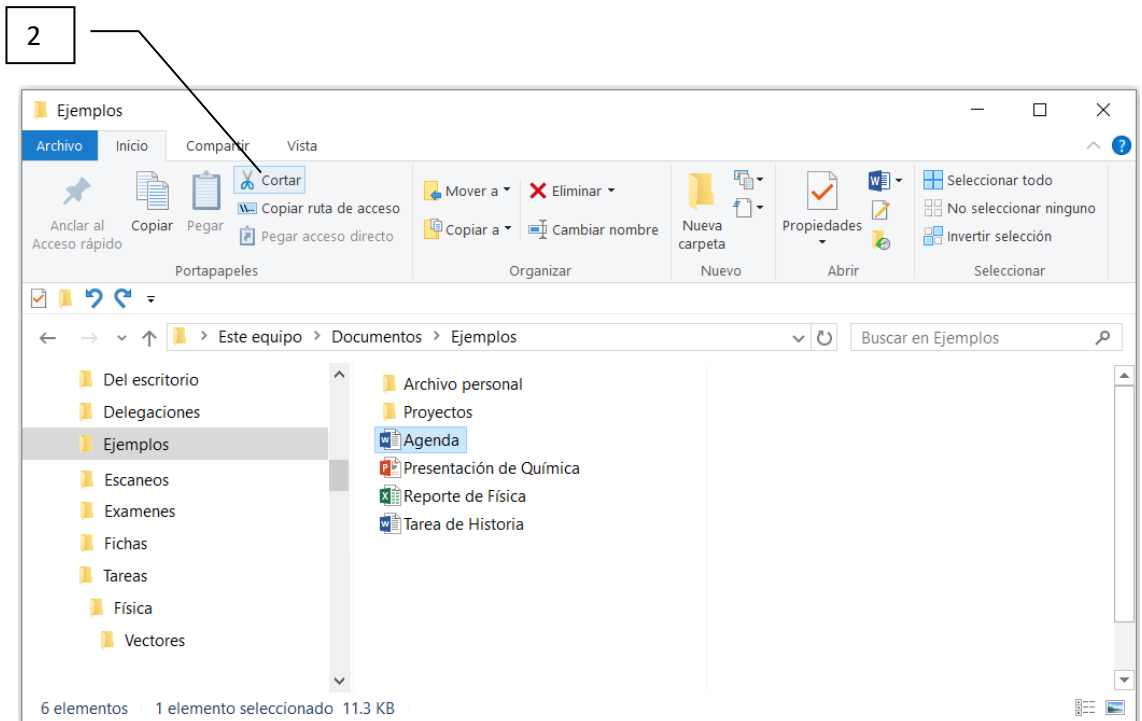 2
Ejemplos
Archivo Inicio Compartir Vista
Anclar al Acceso rápido
Copiar
Pegar
Cortar
Copiar ruta de acceso
Pegar acceso directo
Portapapeles
Mover a
Copiar a
Eliminar
Cambiar nombre
Organizar
Nueva carpeta
Nuevo
Propiedades
Abrir
Seleccionar todo
No seleccionar ninguno
Invertir selección
Seleccionar
Este equipo > Documentos > Ejemplos
Buscar en Ejemplos
Del escritorio
Delegaciones
Ejemplos
Escaneos
Examenes
Fichas
Tareas
Física
Vectores
Archivo personal
Proyectos
Agenda
Presentación de Química
Reporte de Física
Tarea de Historia
6 elementos 1 elemento seleccionado 11.3 KB